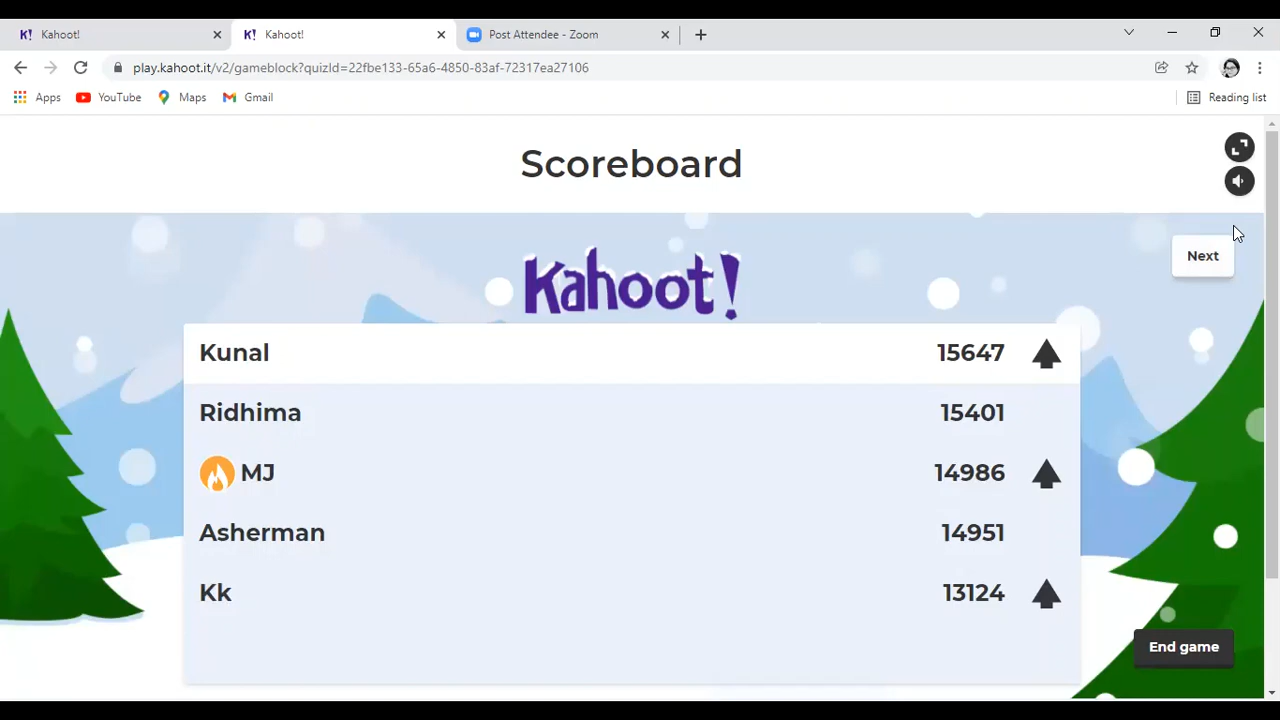 K! Kahoot! K! Kahoot! Post Attendee - Zoom
play.kahoot.it/v2/gameblock?quizId=22fbe133-65a6-4850-83af-72317ea27106
Apps YouTube Maps Gmail Reading list
Scoreboard
Next
Kahoot!
Kunal 15647
Ridhima 15401
MJ 14986
Asherman 14951
Kk 13124
End game